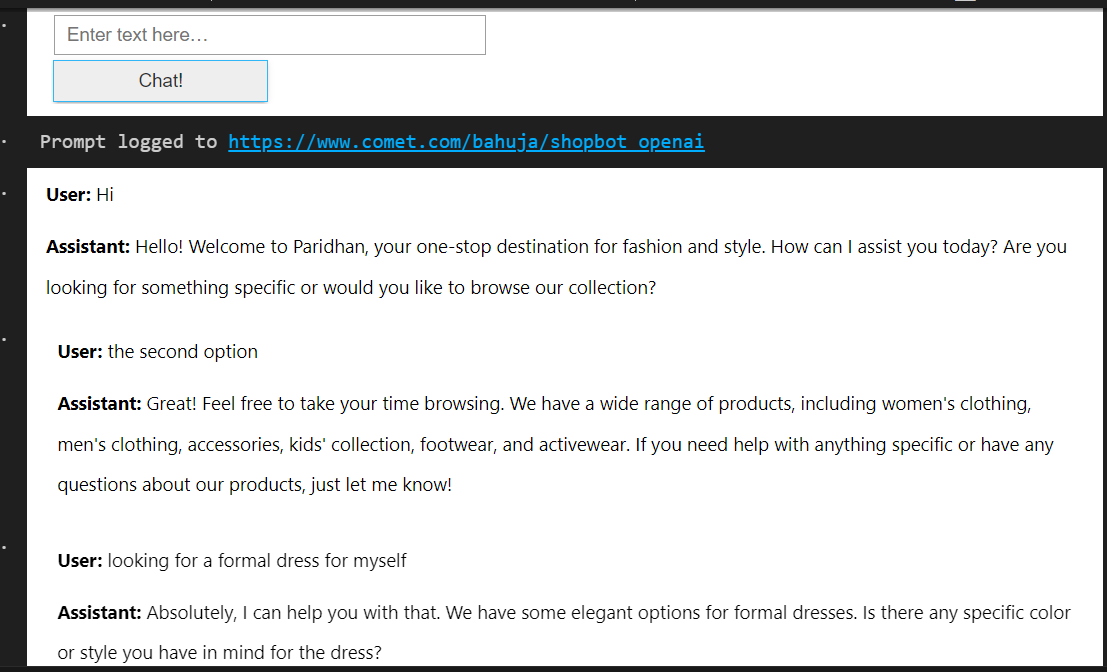 Enter text here…
Chat!
Prompt logged to https://www.comet.com/bahuja/shopbot_openai
User: Hi
Assistant: Hello! Welcome to Paridhan, your one-stop destination for fashion and style. How can I assist you today? Are you
looking for something specific or would you like to browse our collection?
User: the second option
Assistant: Great! Feel free to take your time browsing. We have a wide range of products, including women's clothing,
men's clothing, accessories, kids' collection, footwear, and activewear. If you need help with anything specific or have any
questions about our products, just let me know!
User: looking for a formal dress for myself
Assistant: Absolutely, I can help you with that. We have some elegant options for formal dresses. Is there any specific color
or style you have in mind for the dress?